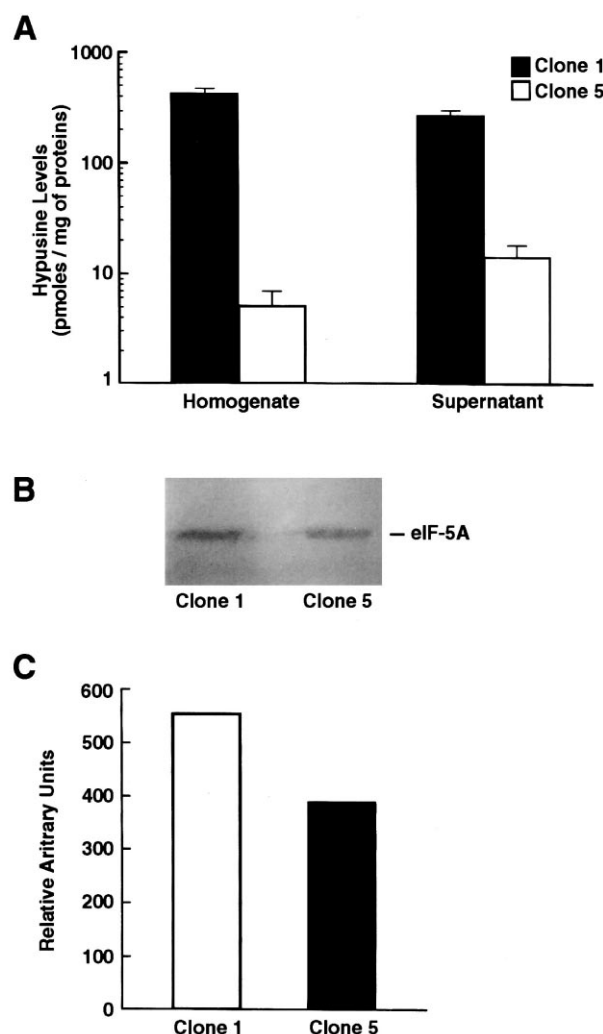 A
1000
100
10
1
Hypusine Levels
(pmoles / mg of proteins)
Clone 1
Clone 5
Homogenate
Supernatant
B
eIF-5A
Clone 1
Clone 5
C
600
500
400
300
200
100
0
Relative Aritrary Units
Clone 1
Clone 5